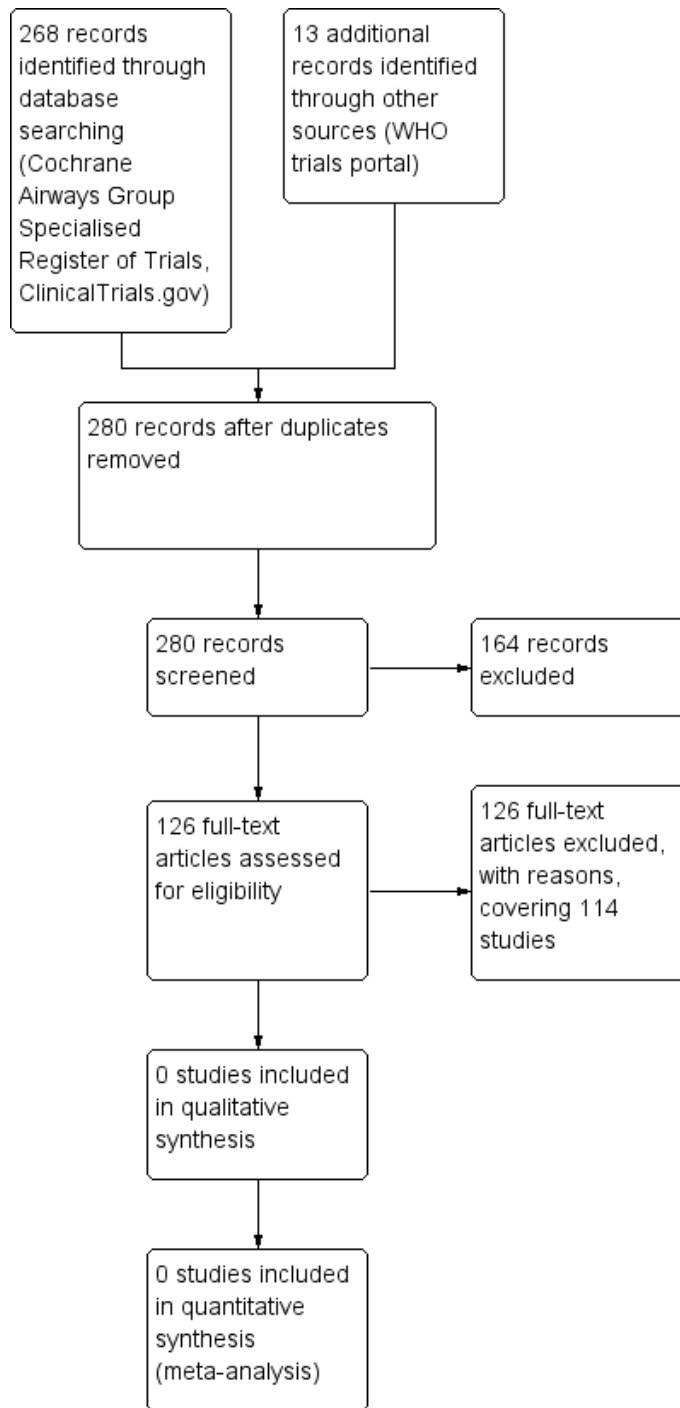 268 records
identified through
database
searching
(Cochrane
Airways Group
Specialised
Register of Trials,
ClinicalTrials.gov)
13 additional
records identified
through other
sources (WHO
trials portal)
280 records after duplicates
removed
280 records
screened
164 records
excluded
126 full-text
articles assessed
for eligibility
126 full-text
articles excluded,
with reasons,
covering 114
studies
0 studies included
in qualitative
synthesis
0 studies included
in quantitative
synthesis
(meta-analysis)